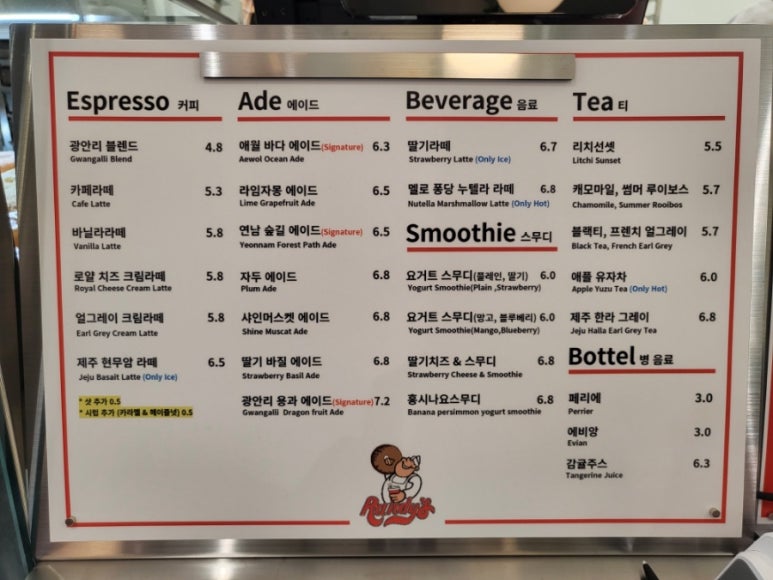 Espresso 커피
광안리 블렌드 4.8
Gwangalli Blend
카페라떼 5.3
Cafe Latte
바닐라라떼 5.8
Vanilla Latte
로얄 치즈 크림라떼 5.8
Royal Cheese Cream Latte
얼그레이 크림라떼 5.8
Earl Grey Cream Latte
제주 현무암 라떼 6.5
Jeju Basait Latte (Only Ice)
* 샷 추가 0.5
* 시럽 추가 (카라멜 & 헤이즐넛) 0.5
Ade 에이드
애월 바다 에이드(Signature) 6.3
Aewol Ocean Ade
라임자몽 에이드 6.5
Lime Grapefruit Ade
연남 숲길 에이드(Signature) 6.5
Yeonnam Forest Path Ade
자두 에이드 6.8
Plum Ade
샤인머스켓 에이드 6.8
Shine Muscat Ade
딸기 바질 에이드 6.8
Strawberry Basil Ade
광안리 용과 에이드(Signature) 7.2
Gwangalli Dragon fruit Ade
Beverage 음료
딸기라떼 6.7
Strawberry Latte (Only Ice)
멜로 퐁당 누텔라 라떼 6.8
Nutella Marshmallow Latte (Only Hot)
Smoothie 스무디
요거트 스무디(플레인, 딸기) 6.0
Yogurt Smoothie(Plain ,Strawberry)
요거트 스무디(망고, 블루베리) 6.0
Yogurt Smoothie(Mango,Blueberry)
딸기치즈 & 스무디 6.8
Strawberry Cheese & Smoothie
홍시나요스무디 6.8
Banana persimmon yogurt smoothie
Tea 티
리치선셋 5.5
Litchi Sunset
캐모마일, 썸머 루이보스 5.7
Chamomile, Summer Rooibos
블랙티, 프렌치 얼그레이 5.7
Black Tea, French Earl Grey
애플 유자차 6.0
Apple Yuzu Tea (Only Hot)
제주 한라 그레이 6.8
Jeju Halla Earl Grey Tea
Bottel 병 음료
페리에 3.0
Perrier
에비앙 3.0
Evian
감귤주스 6.3
Tangerine Juice